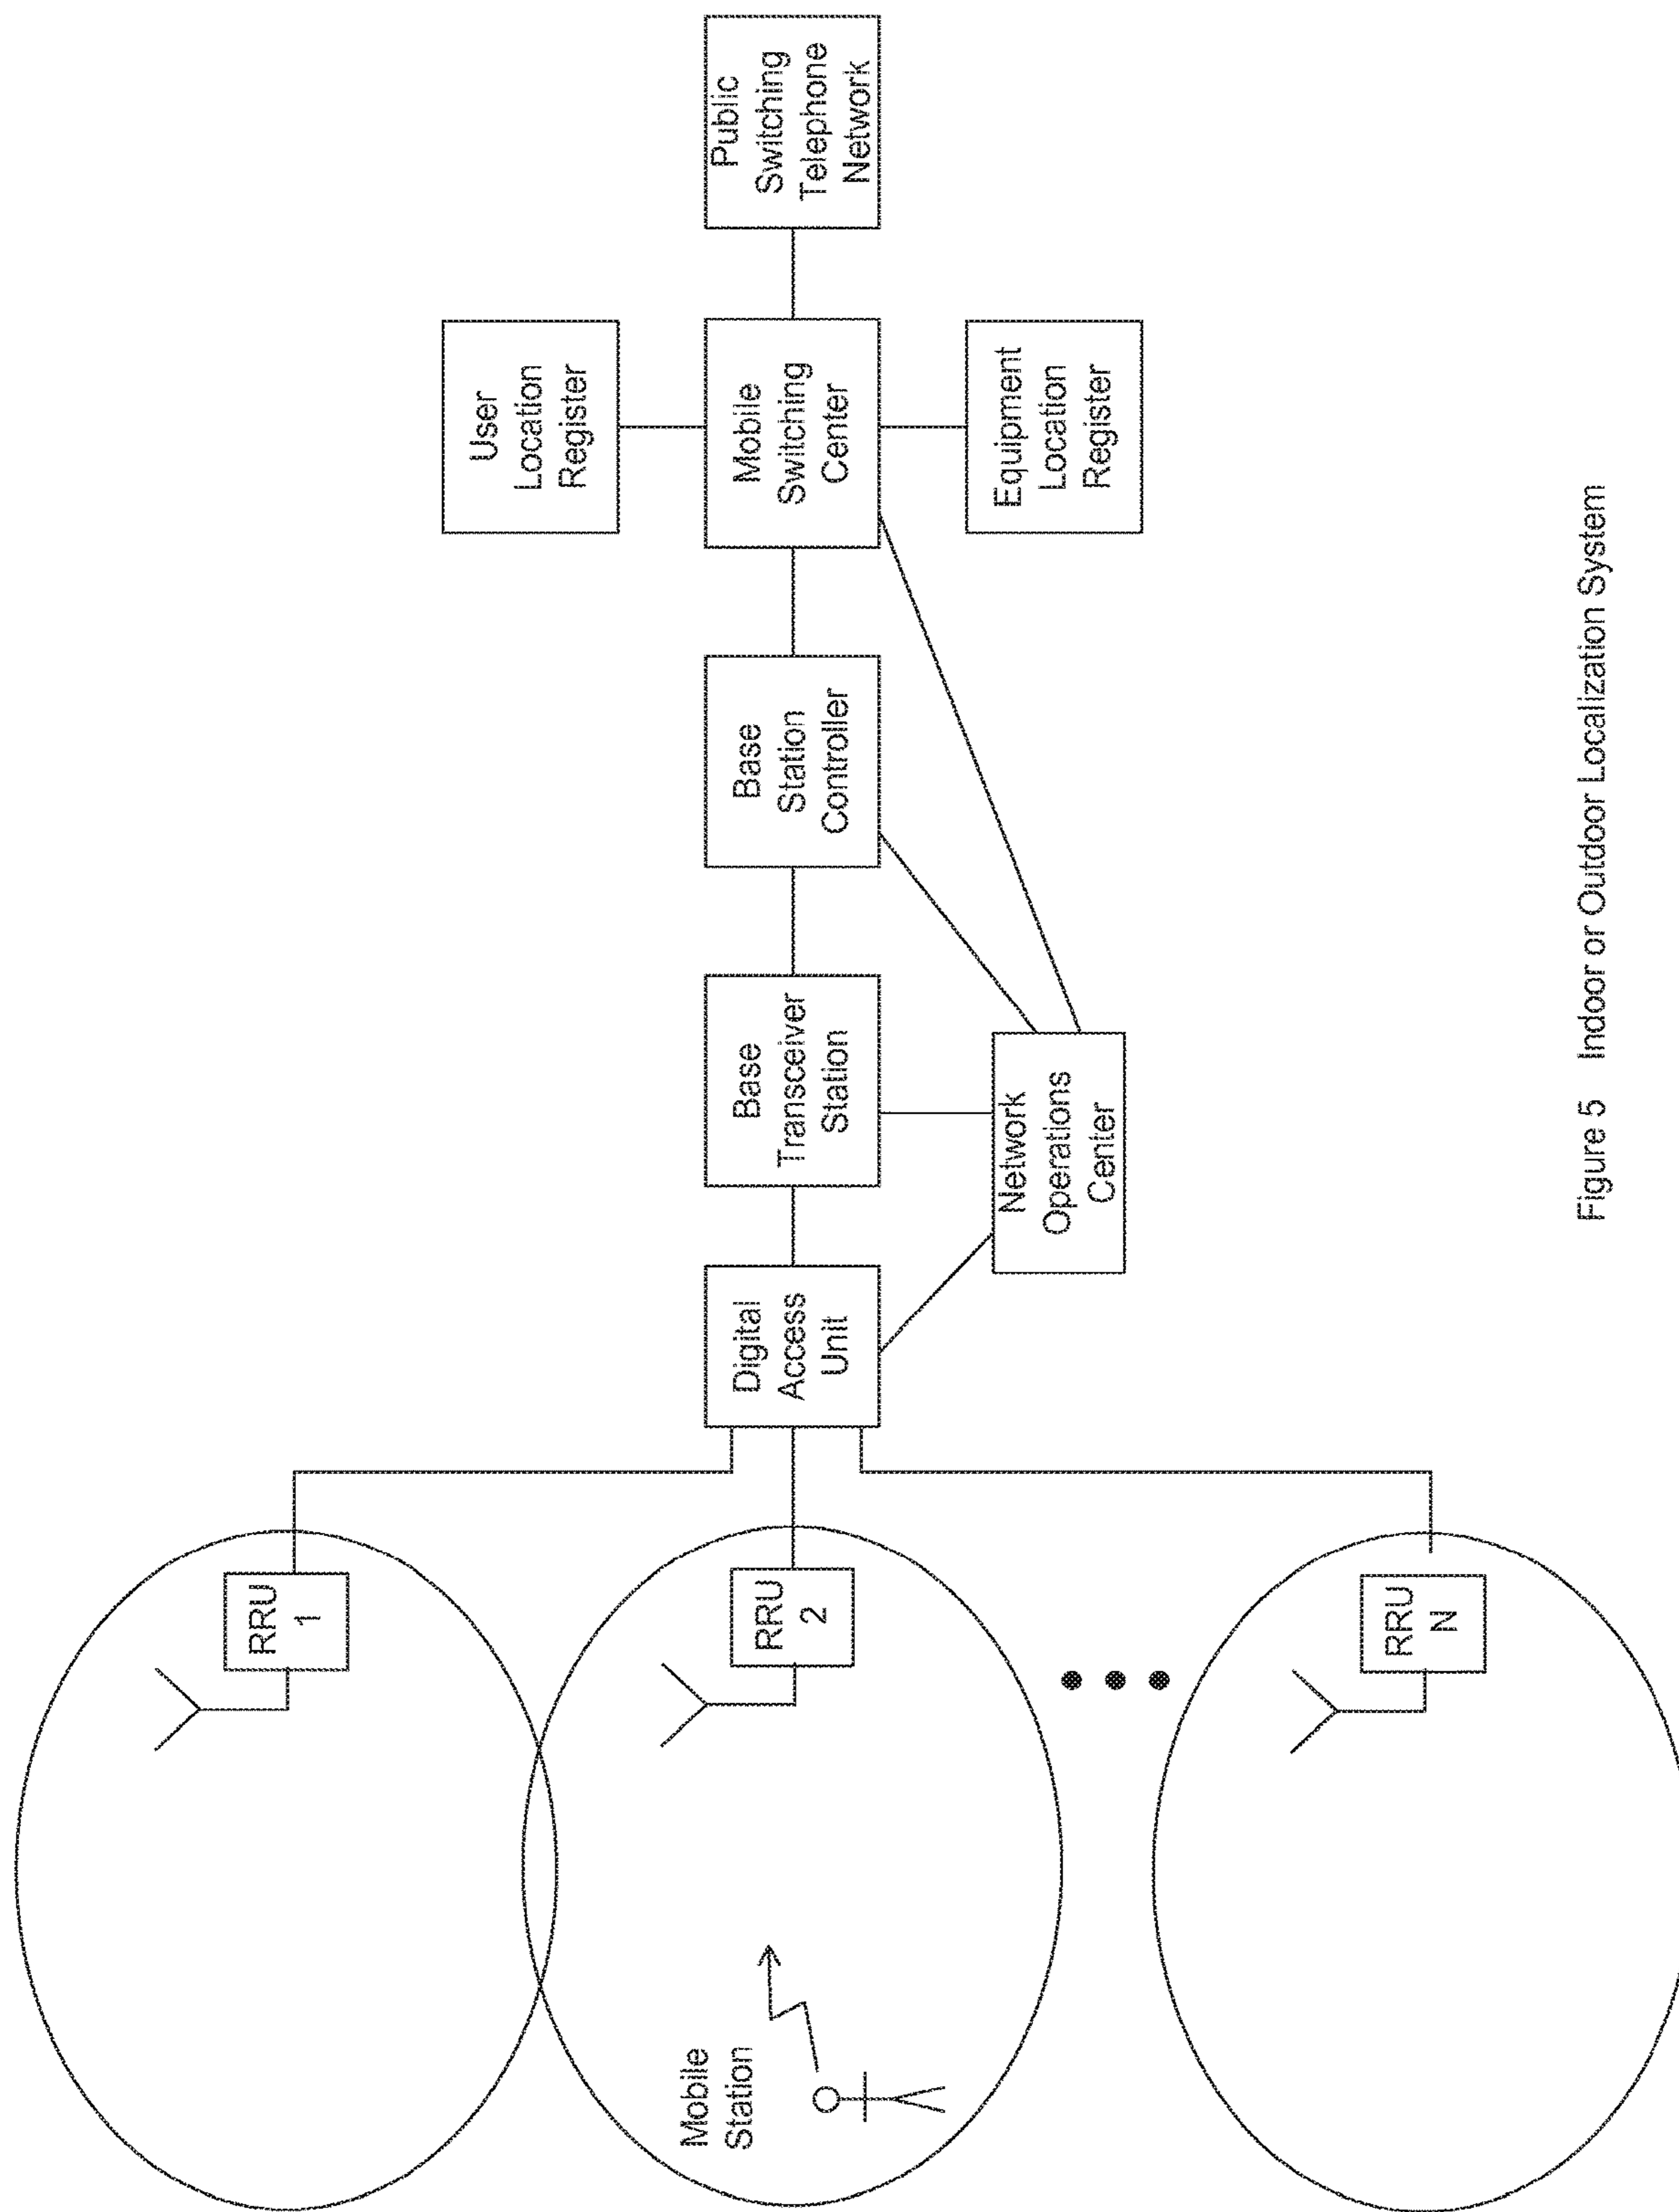 RRU
1
Mobile
Station
RRU
2
RRU
N
Digital
Access
Unit
Base
Transceiver
Station
Network
Operations
Center
Base
Station
Controller
User
Location
Register
Mobile
Switching
Center
Equipment
Location
Register
Public
Switching
Telephone
Network
Figure 5 Indoor or Outdoor Localization System